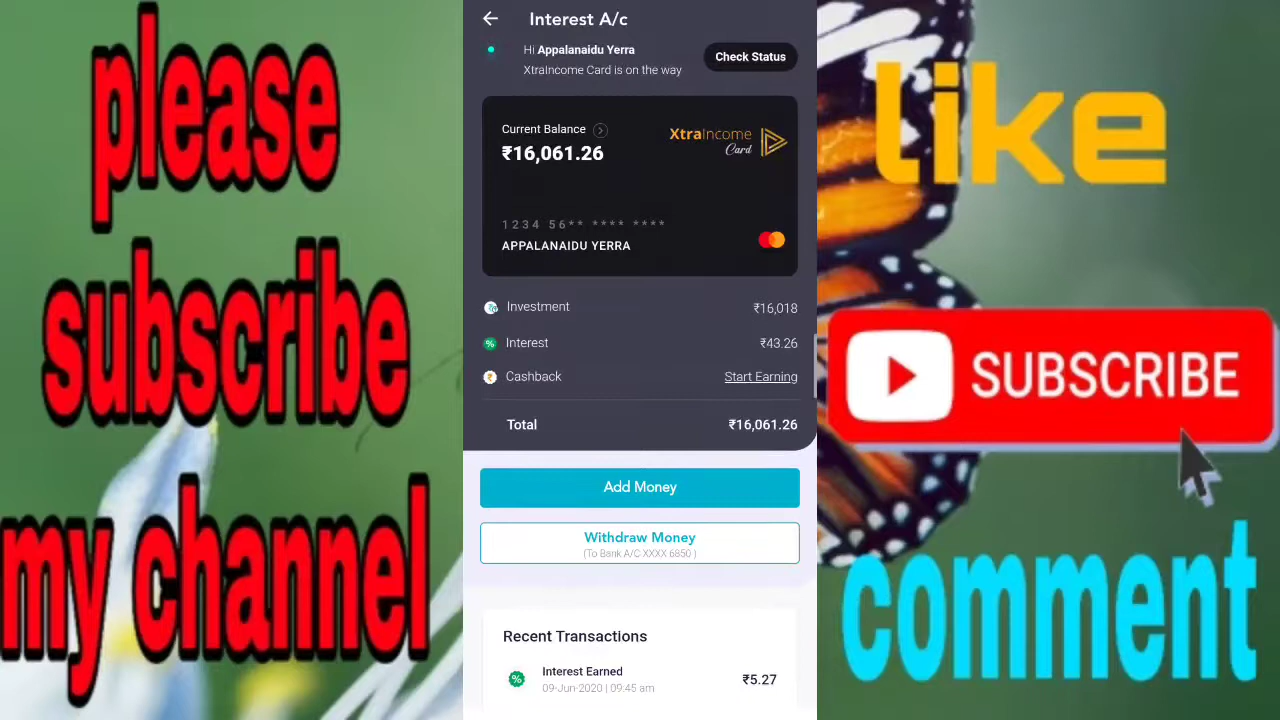 please
subscribe
my channel
Interest A/c
Hi Appalanaidu Yerra
XtraIncome Card is on the way
Check Status
Current Balance
₹16,061.26
XtraIncome
Card
1234 56** **** ****
APPALANAIDU YERRA
Investment ₹16,018
Interest ₹43.26
Cashback Start Earning
Total ₹16,061.26
Add Money
Withdraw Money
(To Bank A/C XXXX 6850 )
Recent Transactions
Interest Earned
09-Jun-2020 | 09:45 am
₹5.27
like
SUBSCRIBE
comment